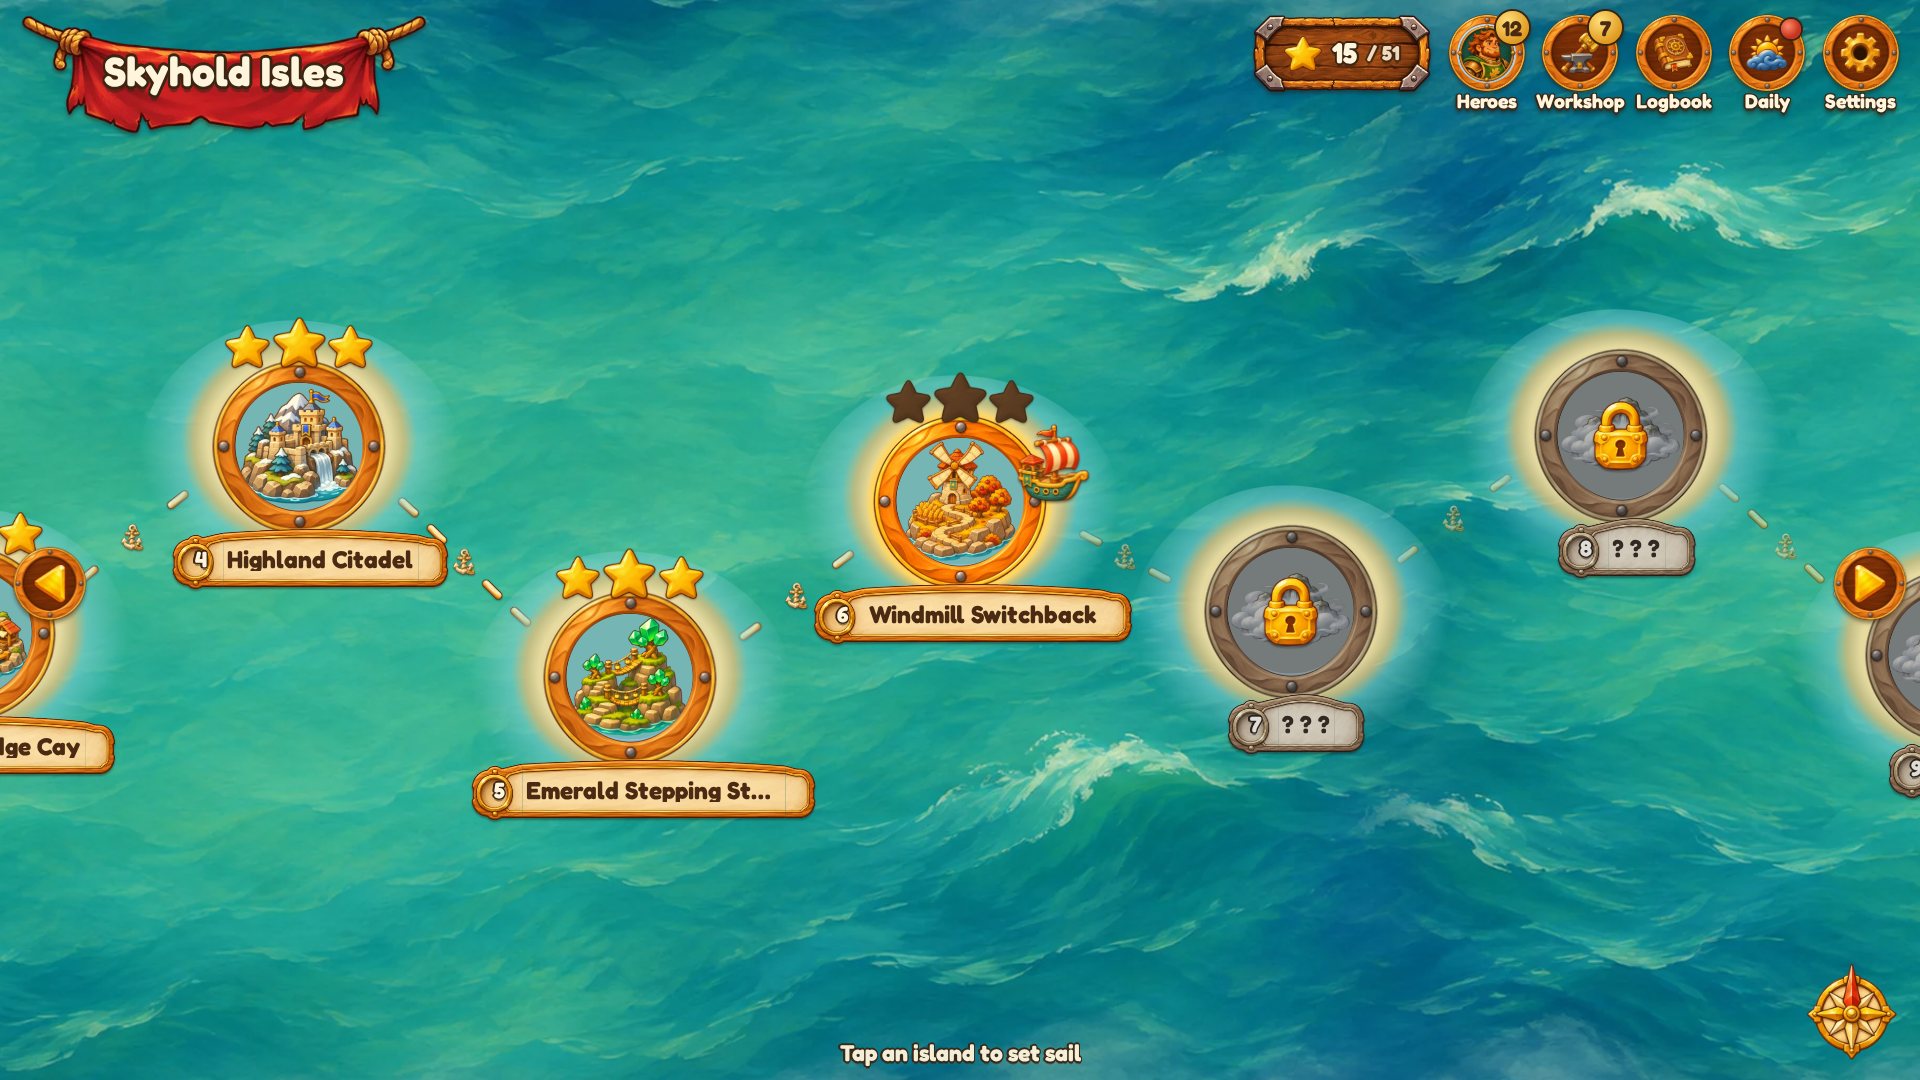 Skyhold Isles
15 / 51
12
Heroes
7
Workshop
Logbook
Daily
Settings
4 Highland Citadel
5 Emerald Stepping St...
6 Windmill Switchback
7 ???
8 ???
dge Cay
9
Tap an island to set sail